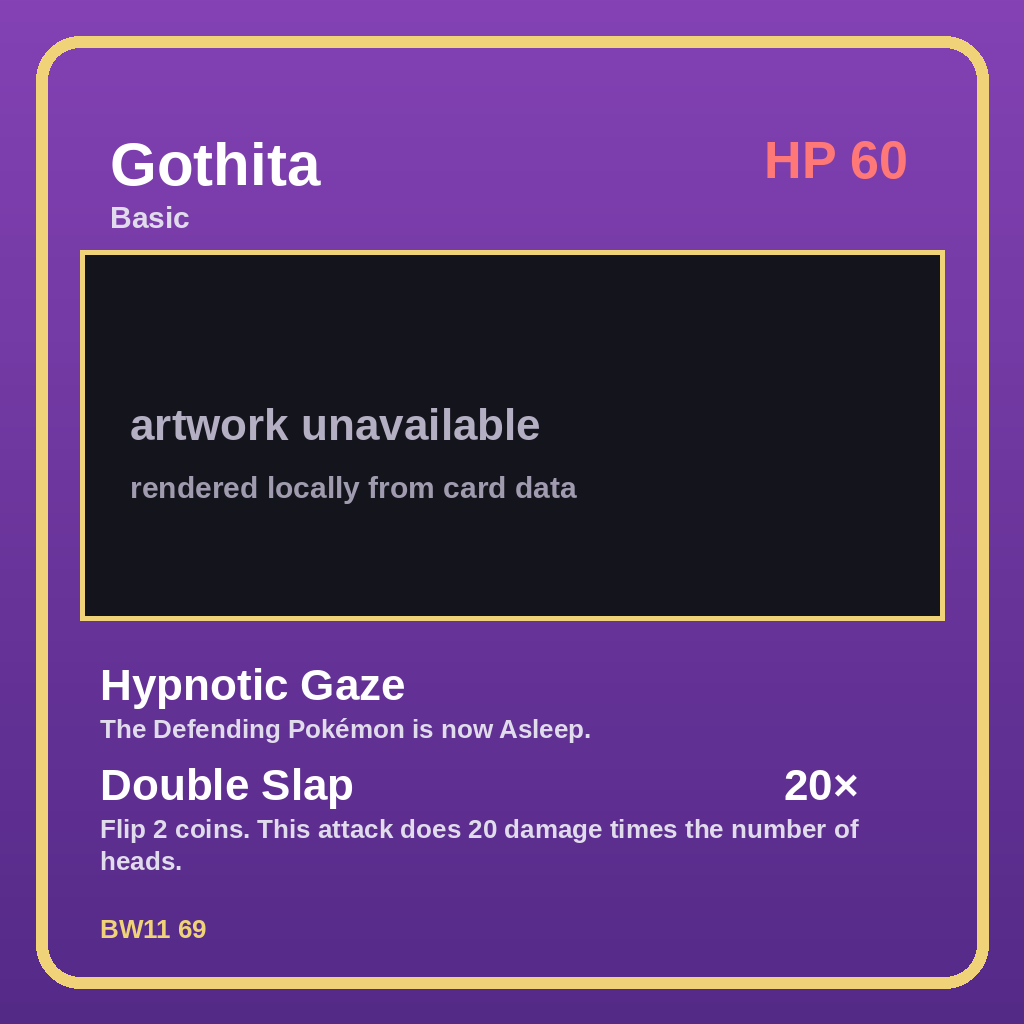 Gothita
HP 60
Basic
artwork unavailable
rendered locally from card data
Hypnotic Gaze
The Defending Pokémon is now Asleep.
Double Slap
20×
Flip 2 coins. This attack does 20 damage times the number of
heads.
BW11 69